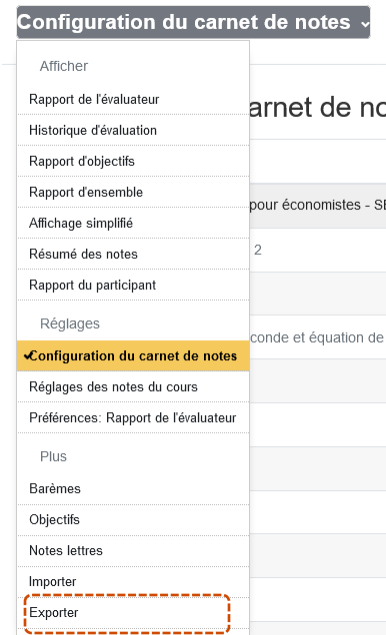 Configuration du carnet de notes
Afficher
Rapport de l'évaluateur
arnet de no
Historique d'évaluation
Rapport d'objectifs
Rapport d'ensemble
pour économistes - SE
Affichage simplifié
Résumé des notes
2
Rapport du participant
Réglages
conde et équation de
Configuration du carnet de notes
Réglages des notes du cours
Préférences: Rapport de l'évaluateur
Plus
Barèmes
Objectifs
Notes lettres
Importer
Exporter